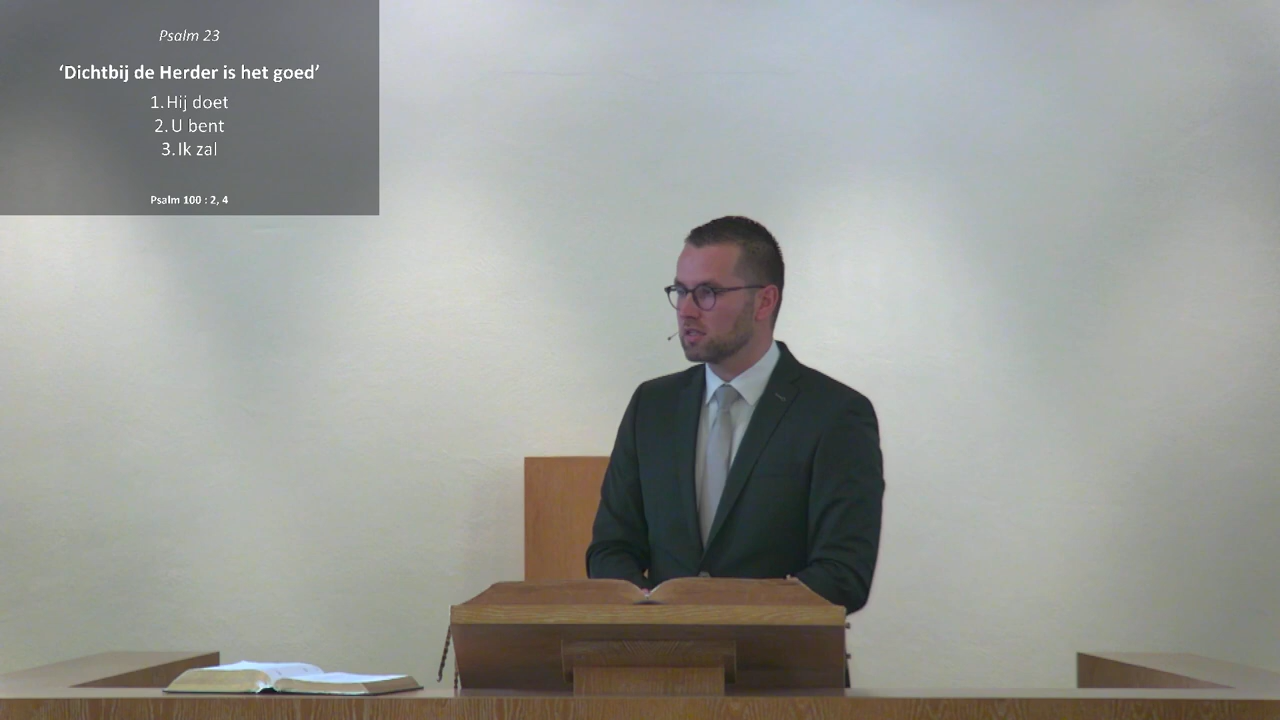 Psalm 23
‘Dichtbij de Herder is het goed’
1. Hij doet
2. U bent
3. Ik zal
Psalm 100 : 2, 4